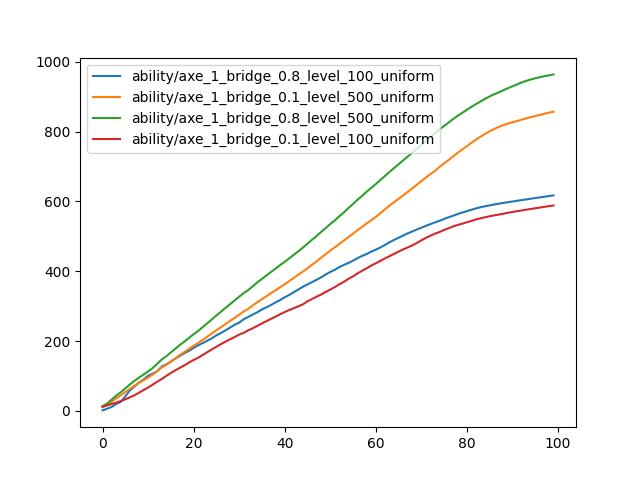 1000
800
600
400
200
0
ability/axe_1_bridge_0.8_level_100_uniform
ability/axe_1_bridge_0.1_level_500_uniform
ability/axe_1_bridge_0.8_level_500_uniform
ability/axe_1_bridge_0.1_level_100_uniform
0 20 40 60 80 100